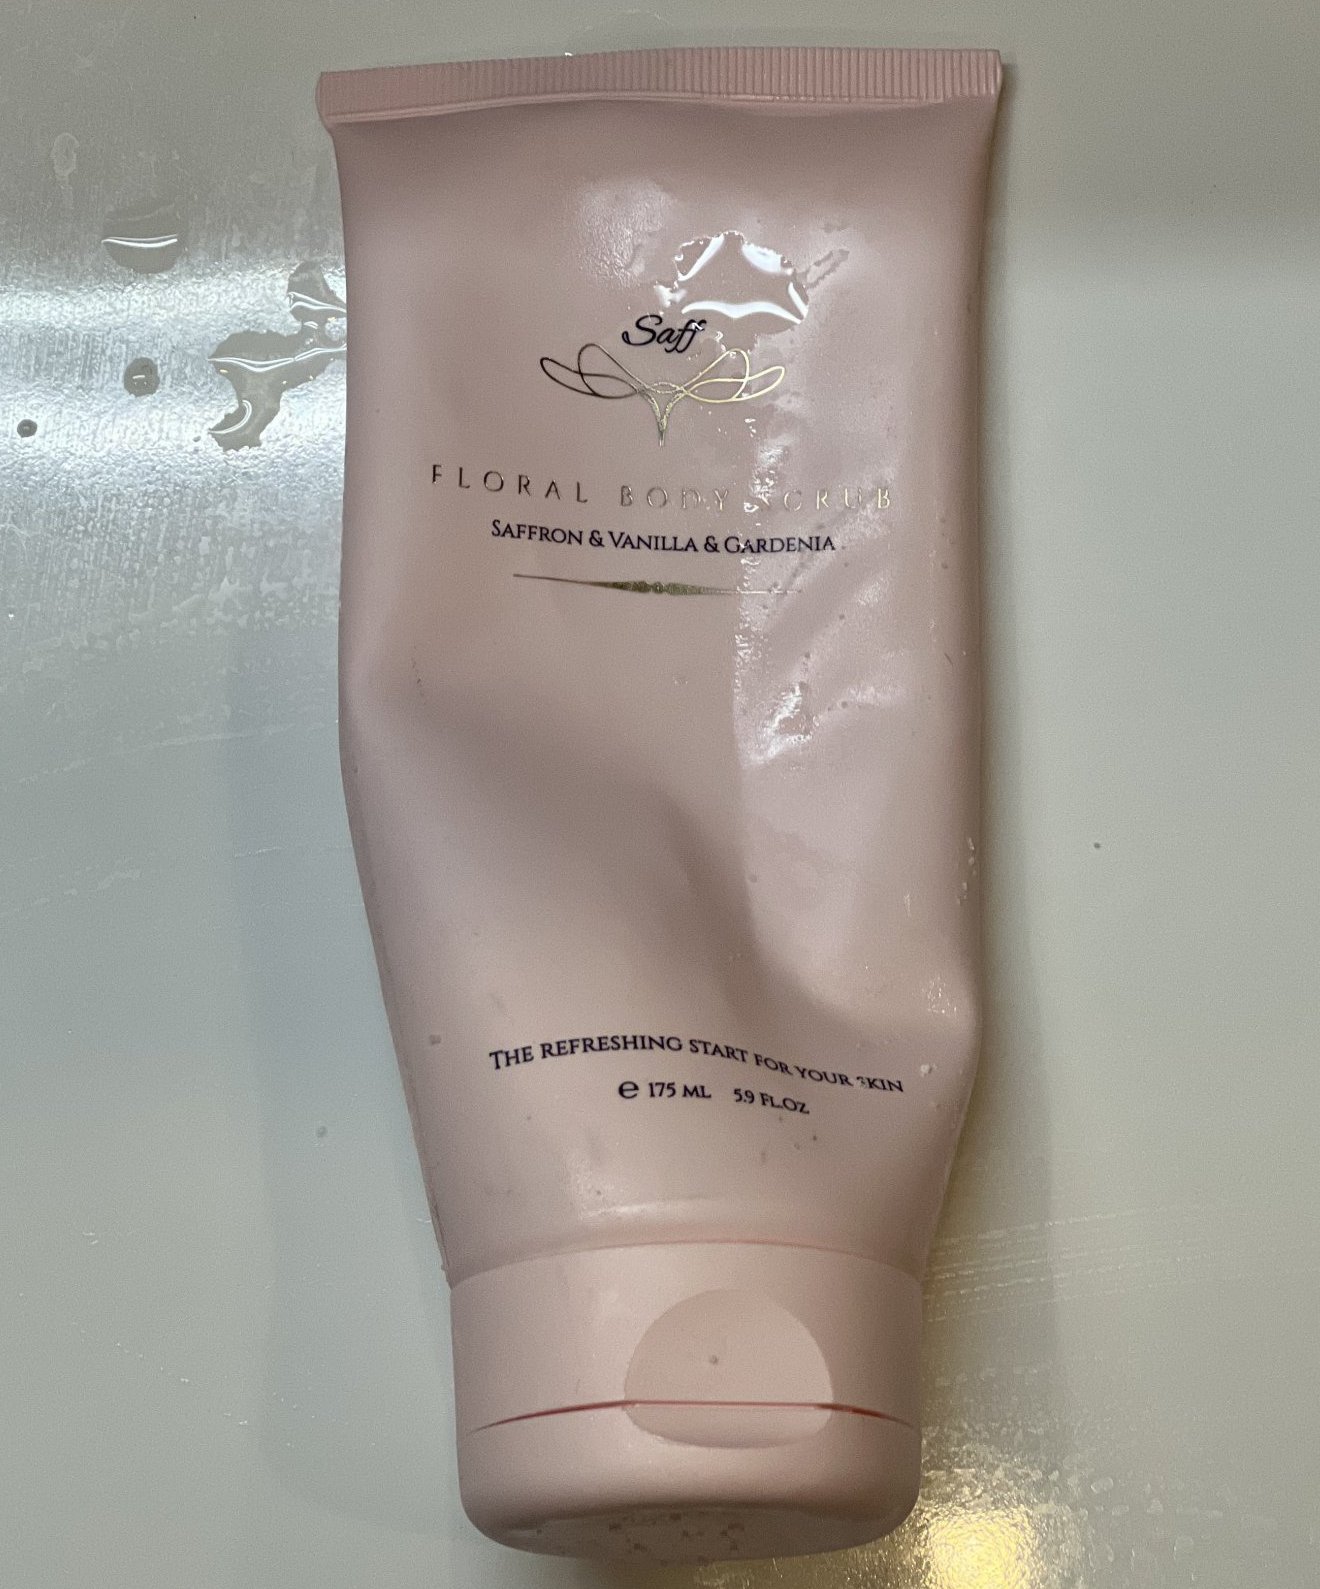 Saff
FLORAL BODY SCRUB
SAFFRON & VANILLA & GARDENIA
THE REFRESHING START FOR YOUR SKIN
℮ 175 ML 5.9 FL.OZ